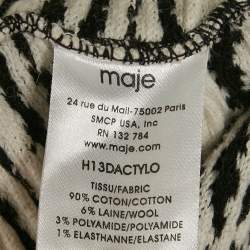 maje
24 rue du Mail-75002 Paris
SMCP USA, Inc
RN 132 784
www.maje.com
H13DACTYLO
TISSU/FABRIC
90% COTON/COTTON
6% LAINE/WOOL
3% POLYAMIDE/POLYAMIDE
1% ELASTHANNE/ELASTANE